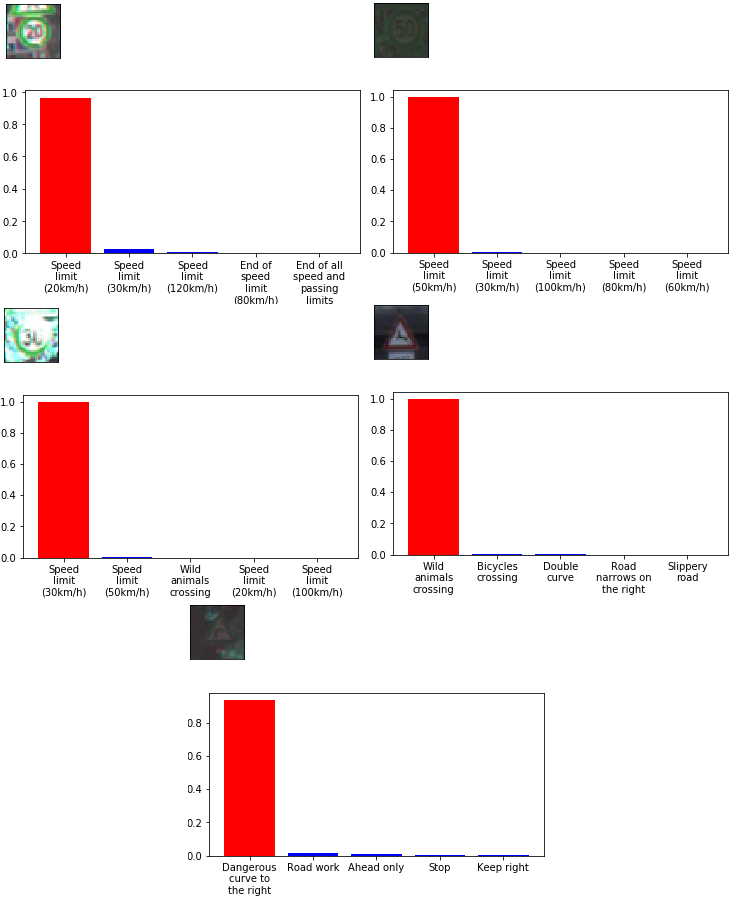 20
50
1.0
0.8
0.6
0.4
0.2
0.0
Speed
limit
(20km/h)
Speed
limit
(30km/h)
Speed
limit
(120km/h)
End of
speed
limit
(80km/h)
End of all
speed and
passing
limits
1.0
0.8
0.6
0.4
0.2
0.0
Speed
limit
(50km/h)
Speed
limit
(30km/h)
Speed
limit
(100km/h)
Speed
limit
(80km/h)
Speed
limit
(60km/h)
30
1.0
0.8
0.6
0.4
0.2
0.0
Speed
limit
(30km/h)
Speed
limit
(50km/h)
Wild
animals
crossing
Speed
limit
(20km/h)
Speed
limit
(100km/h)
1.0
0.8
0.6
0.4
0.2
0.0
Wild
animals
crossing
Bicycles
crossing
Double
curve
Road
narrows on
the right
Slippery
road
0.8
0.6
0.4
0.2
0.0
Dangerous
curve to
the right
Road work
Ahead only
Stop
Keep right